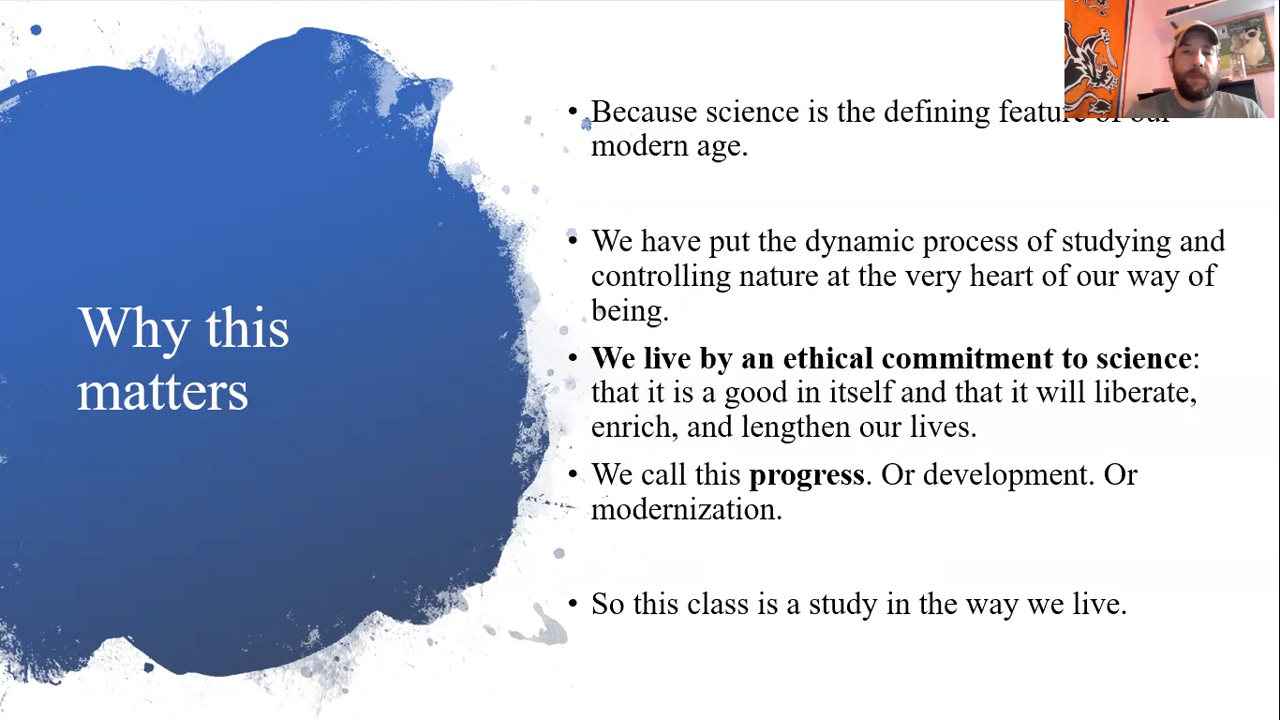 Why this
matters
• Because science is the defining feature of our
modern age.
• We have put the dynamic process of studying and
controlling nature at the very heart of our way of
being.
• We live by an ethical commitment to science:
that it is a good in itself and that it will liberate,
enrich, and lengthen our lives.
• We call this progress. Or development. Or
modernization.
• So this class is a study in the way we live.